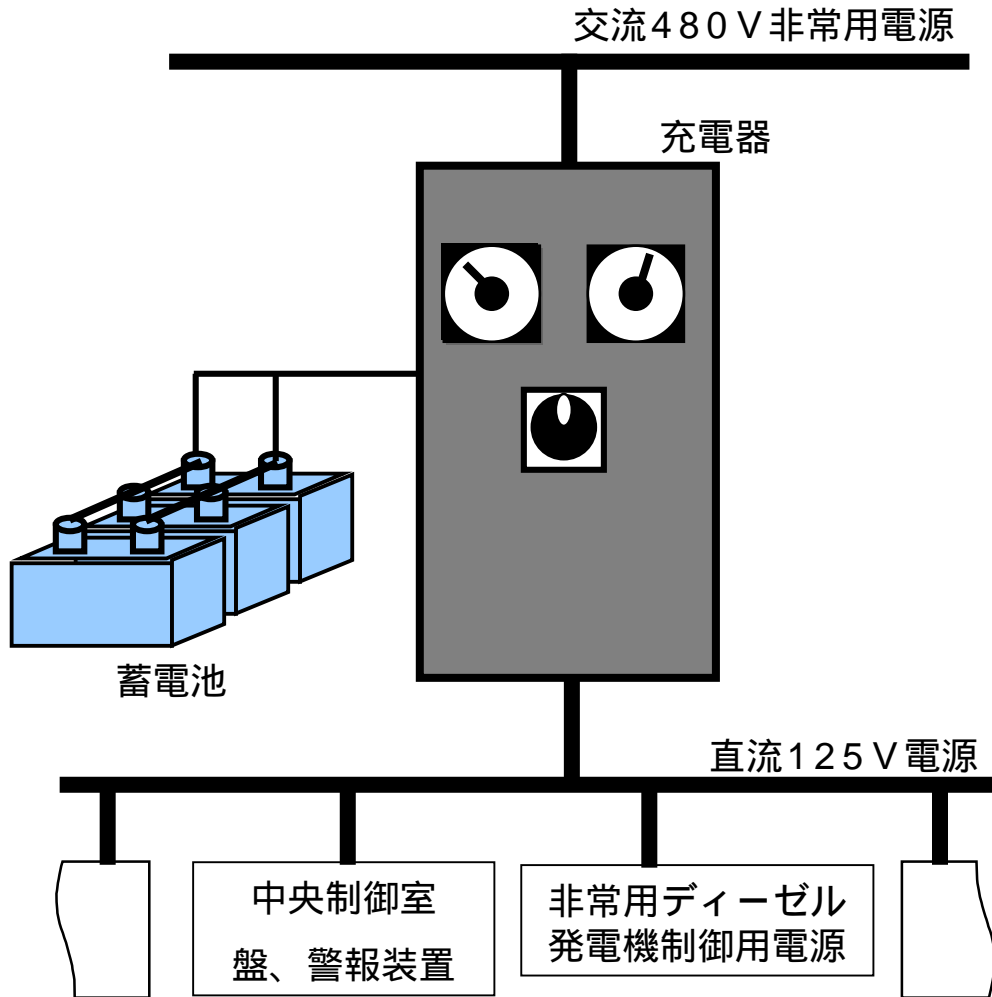 交流４８０Ｖ非常用電源
充電器
蓄電池
直流１２５Ｖ電源
中央制御室
盤、警報装置
非常用ディーゼル
発電機制御用電源